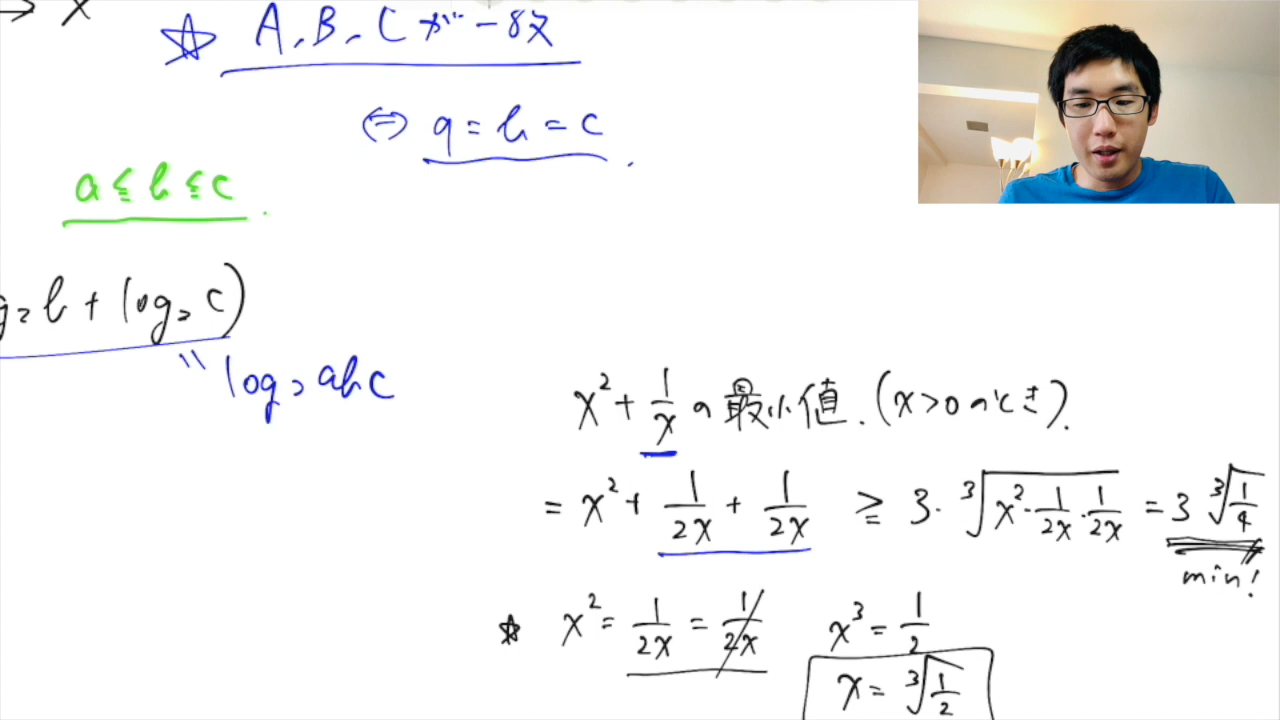 → x
☆ A, B, C が一致
⇔ a = b = c.
a ≦ b ≦ c.
g₂ b + log₂ c)
〃 log₂ abc
x² + 1/x の最小値. (x>0のとき).
= x² + 1/2x + 1/2x ≧ 3・∛(x²・1/2x・1/2x) = 3 ∛(1/4)
min!
☆ x² = 1/2x = 1/2x x³ = 1/2
x = ∛(1/2)